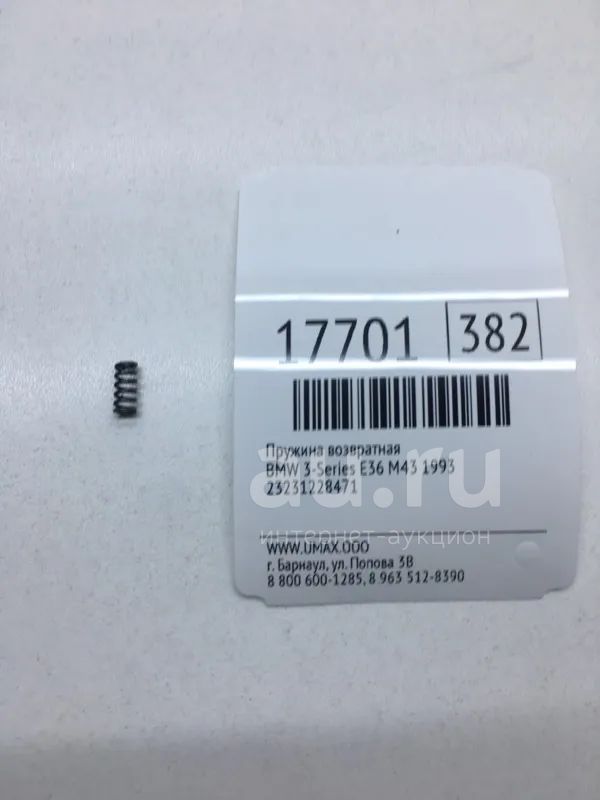 17701 382
Пружина возвратная
BMW 3-Series E36 M43 1993
23231228471
au.ru
интернет-аукцион
WWW.UMAX.OOO
г. Барнаул, ул. Попова 3В
8 800 600-1285, 8 963 512-8390